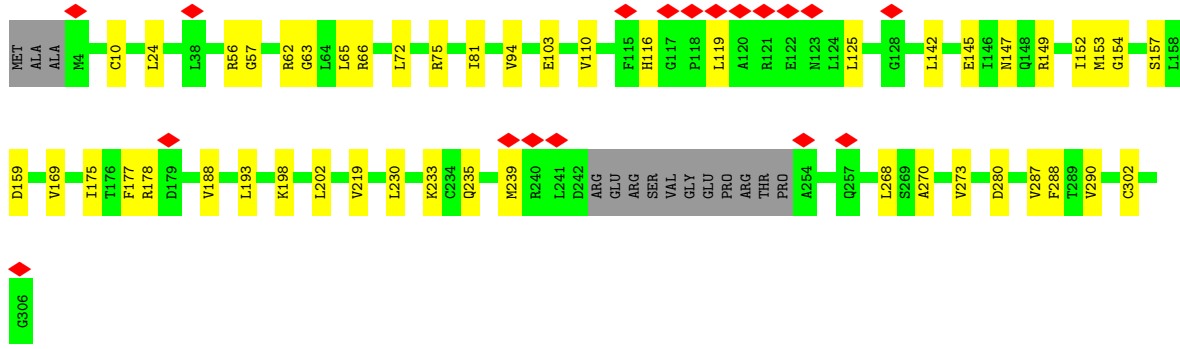 MET ALA ALA M4 C10 L24 L38 R56 G57 R62 G63 L64 L65 R66 L72 R75 I81 V94 E103 V110 F115 H116 G117 P118 L119 A120 R121 E122 N123 L124 L125 G128 L142 E145 I146 N147 Q148 R149 I152 M153 G154 S157 L158
D159 V169 I175 T176 F177 R178 D179 V188 L193 K198 L202 V219 L230 K233 C234 Q235 M239 R240 L241 D242 ARG GLU ARG SER VAL GLY GLU PRO ARG THR PRO A254 Q257 L268 S269 A270 V273 D280 V287 F288 T289 V290 C302
G306